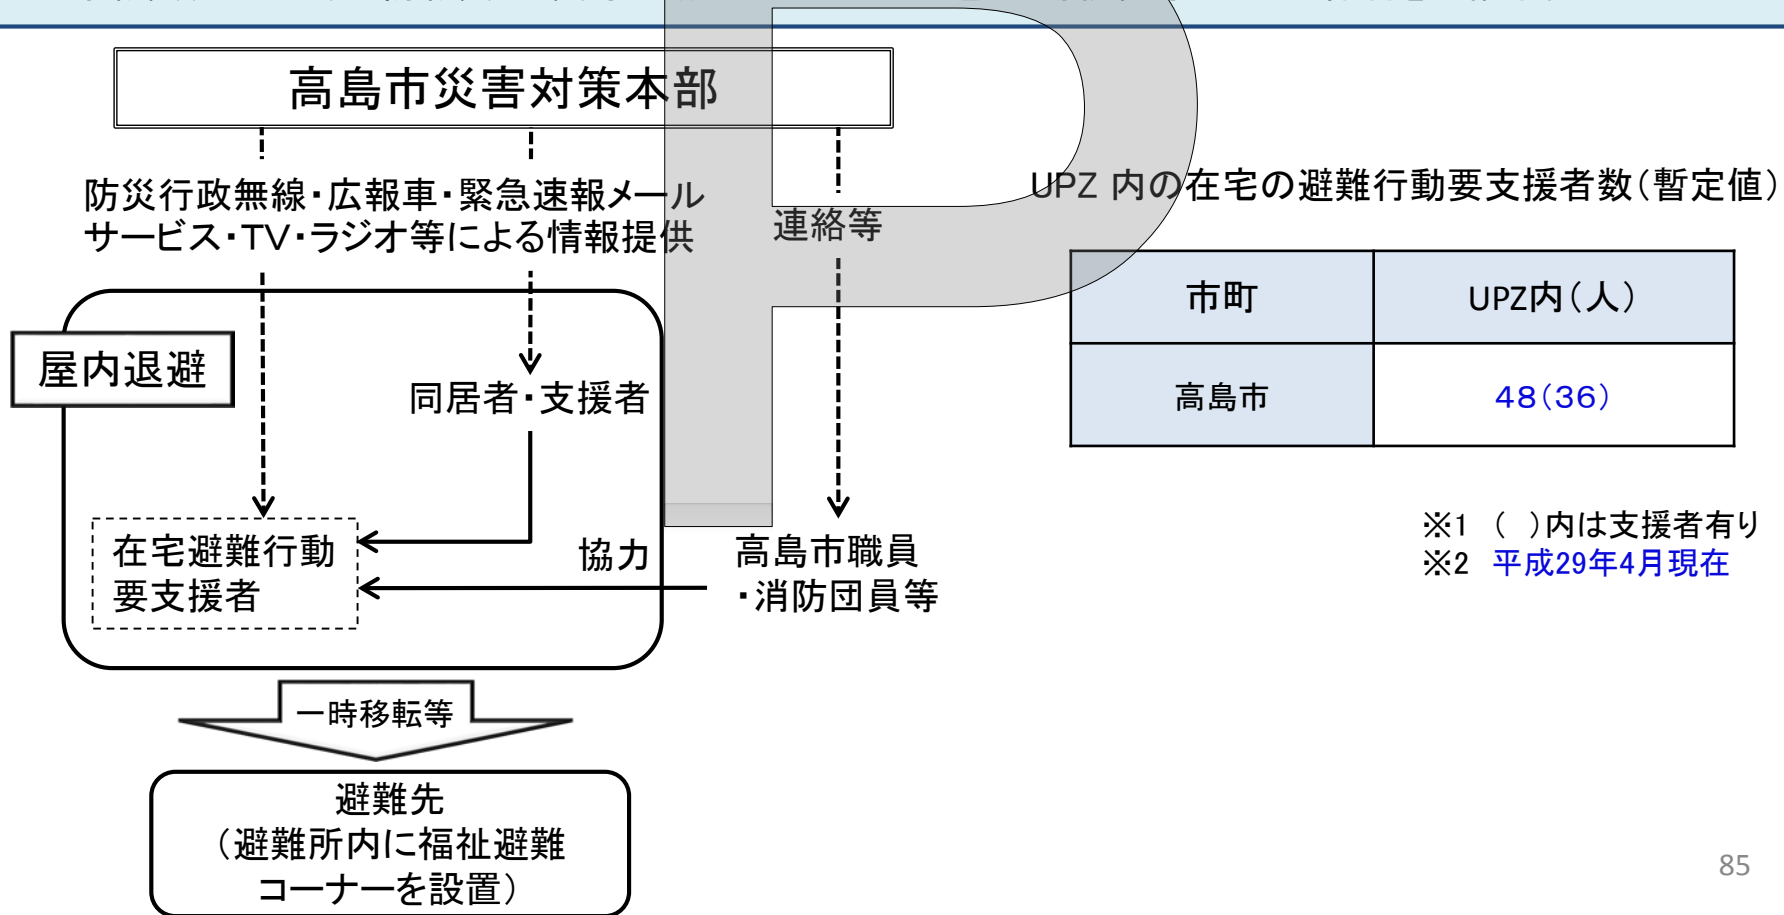 高島市災害対策本部
防災行政無線・広報車・緊急速報メール
サービス・TV・ラジオ等による情報提供
連絡等
屋内退避
同居者・支援者
在宅避難行動
要支援者
協力
高島市職員
・消防団員等
一時移転等
避難先
（避難所内に福祉避難
コーナーを設置）
UPZ 内の在宅の避難行動要支援者数（暫定値）
市町 UPZ内（人）
高島市 48（36）
※1 （ ）内は支援者有り
※2 平成29年4月現在
P
85